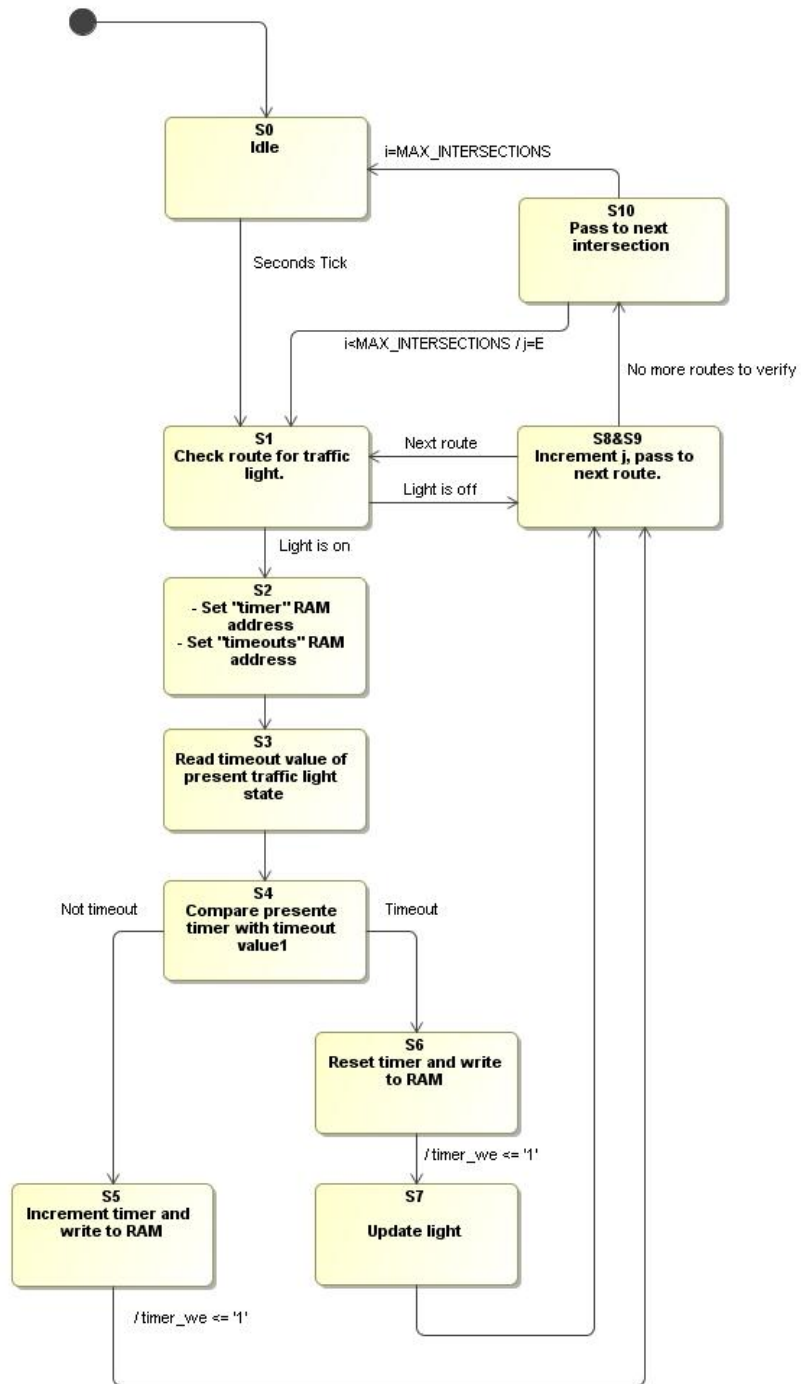 S0
Idle
i=MAX_INTERSECTIONS
S10
Pass to next
intersection
Seconds Tick
i<MAX_INTERSECTIONS / j=E
No more routes to verify
S1
Check route for traffic
light.
Next route
Light is off
S8&S9
Increment j, pass to
next route.
Light is on
S2
- Set "timer" RAM
address
- Set "timeouts" RAM
address
S3
Read timeout value of
present traffic light
state
S4
Compare presente
timer with timeout
value1
Not timeout
Timeout
S6
Reset timer and write
to RAM
/ timer_we <= '1'
S5
Increment timer and
write to RAM
S7
Update light
/ timer_we <= '1'